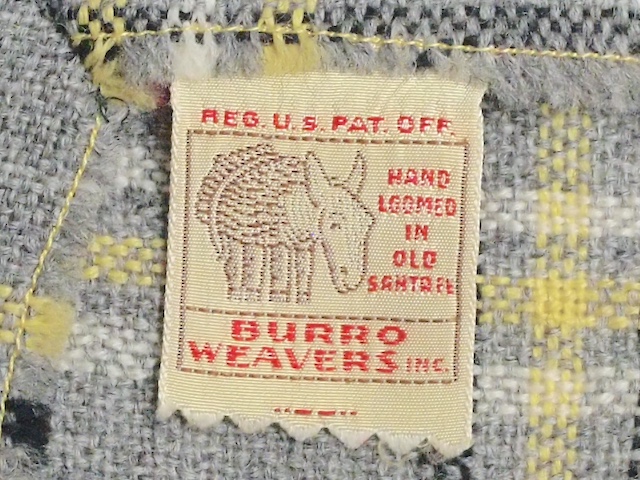 REG. U.S. PAT. OFF.
HAND
LOOMED
IN
OLD
SANTA FE
BURRO
WEAVERS INC.